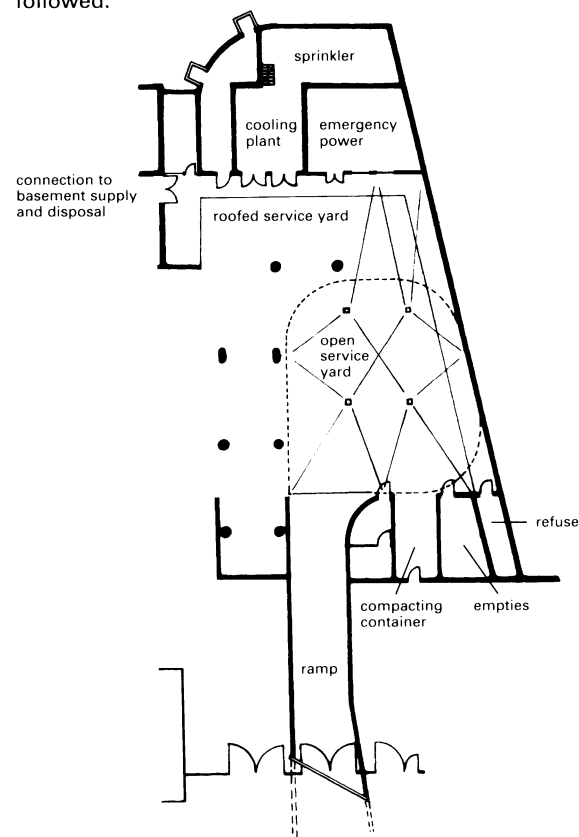 followed.
sprinkler
cooling
plant
emergency
power
connection to
basement supply
and disposal
roofed service yard
open
service
yard
refuse
compacting
container
empties
ramp